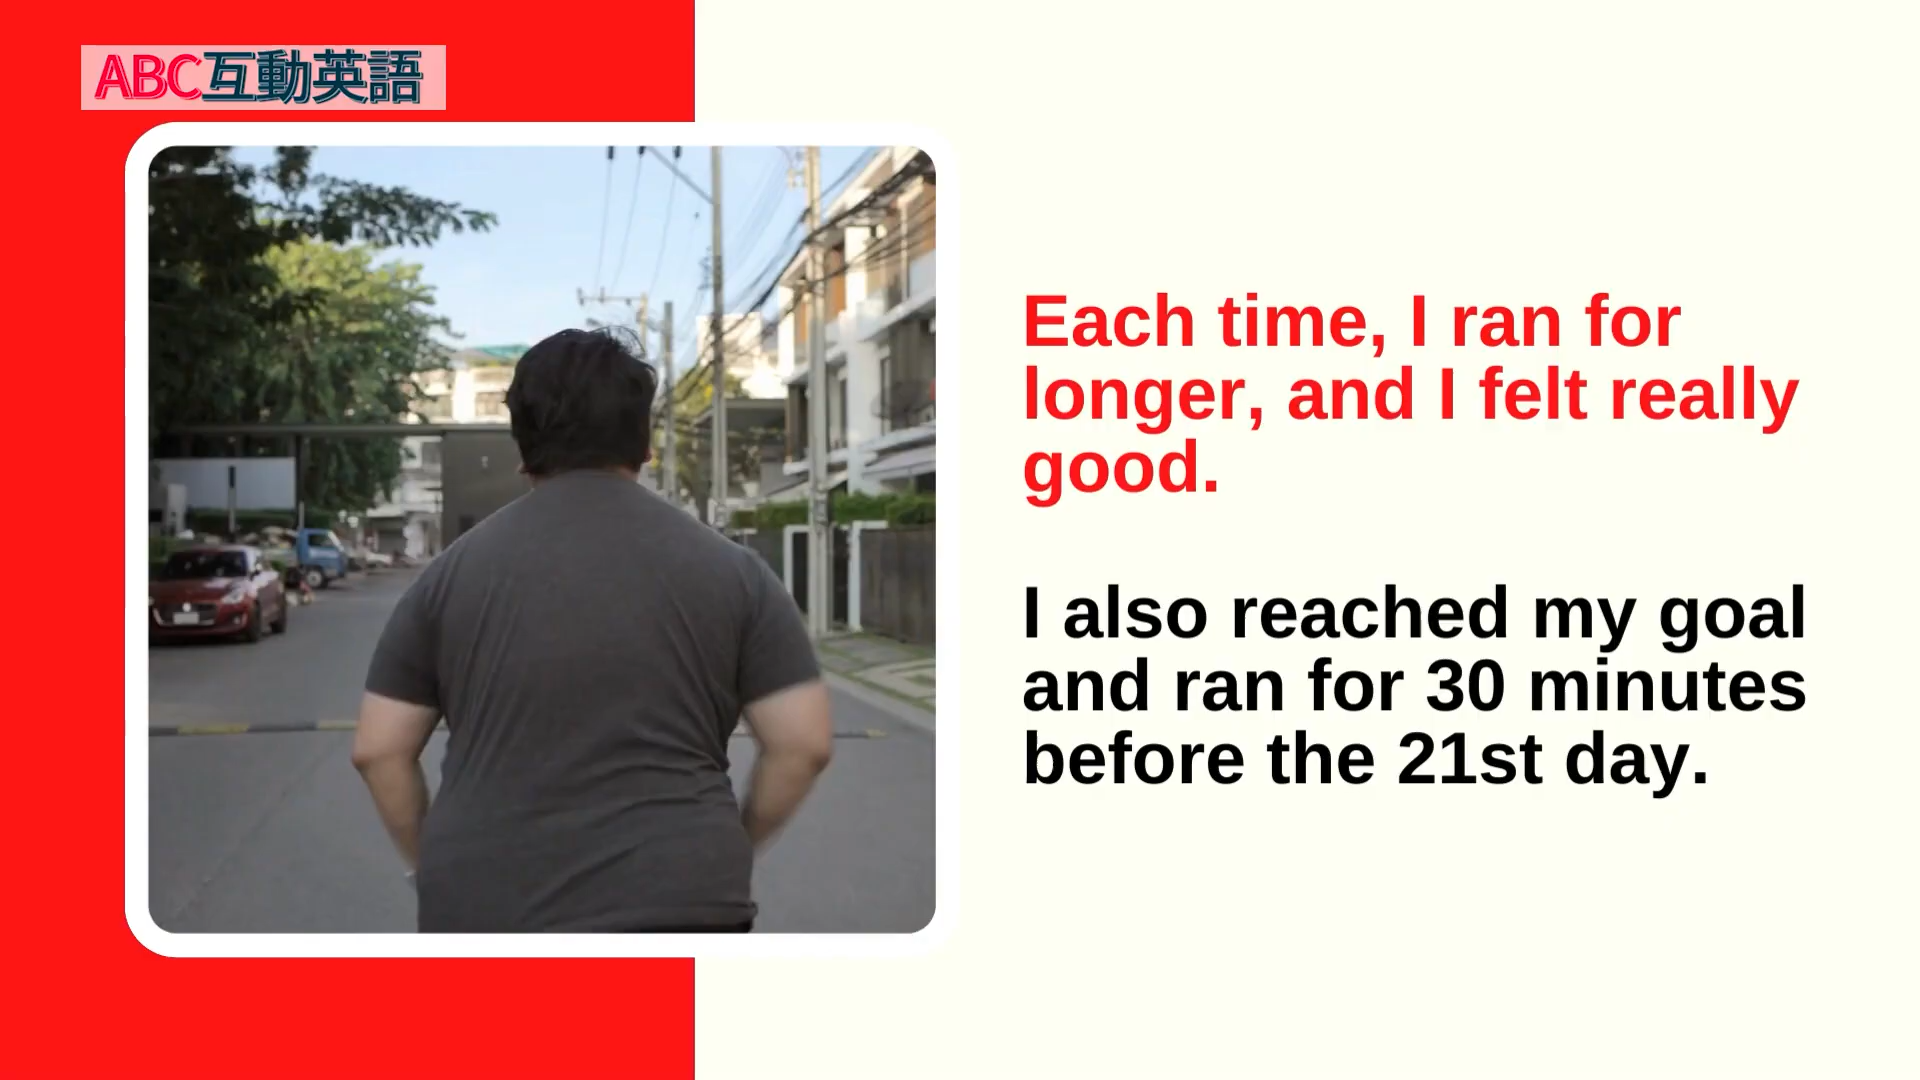 ABC互動英語
Each time, I ran for
longer, and I felt really
good.
I also reached my goal
and ran for 30 minutes
before the 21st day.